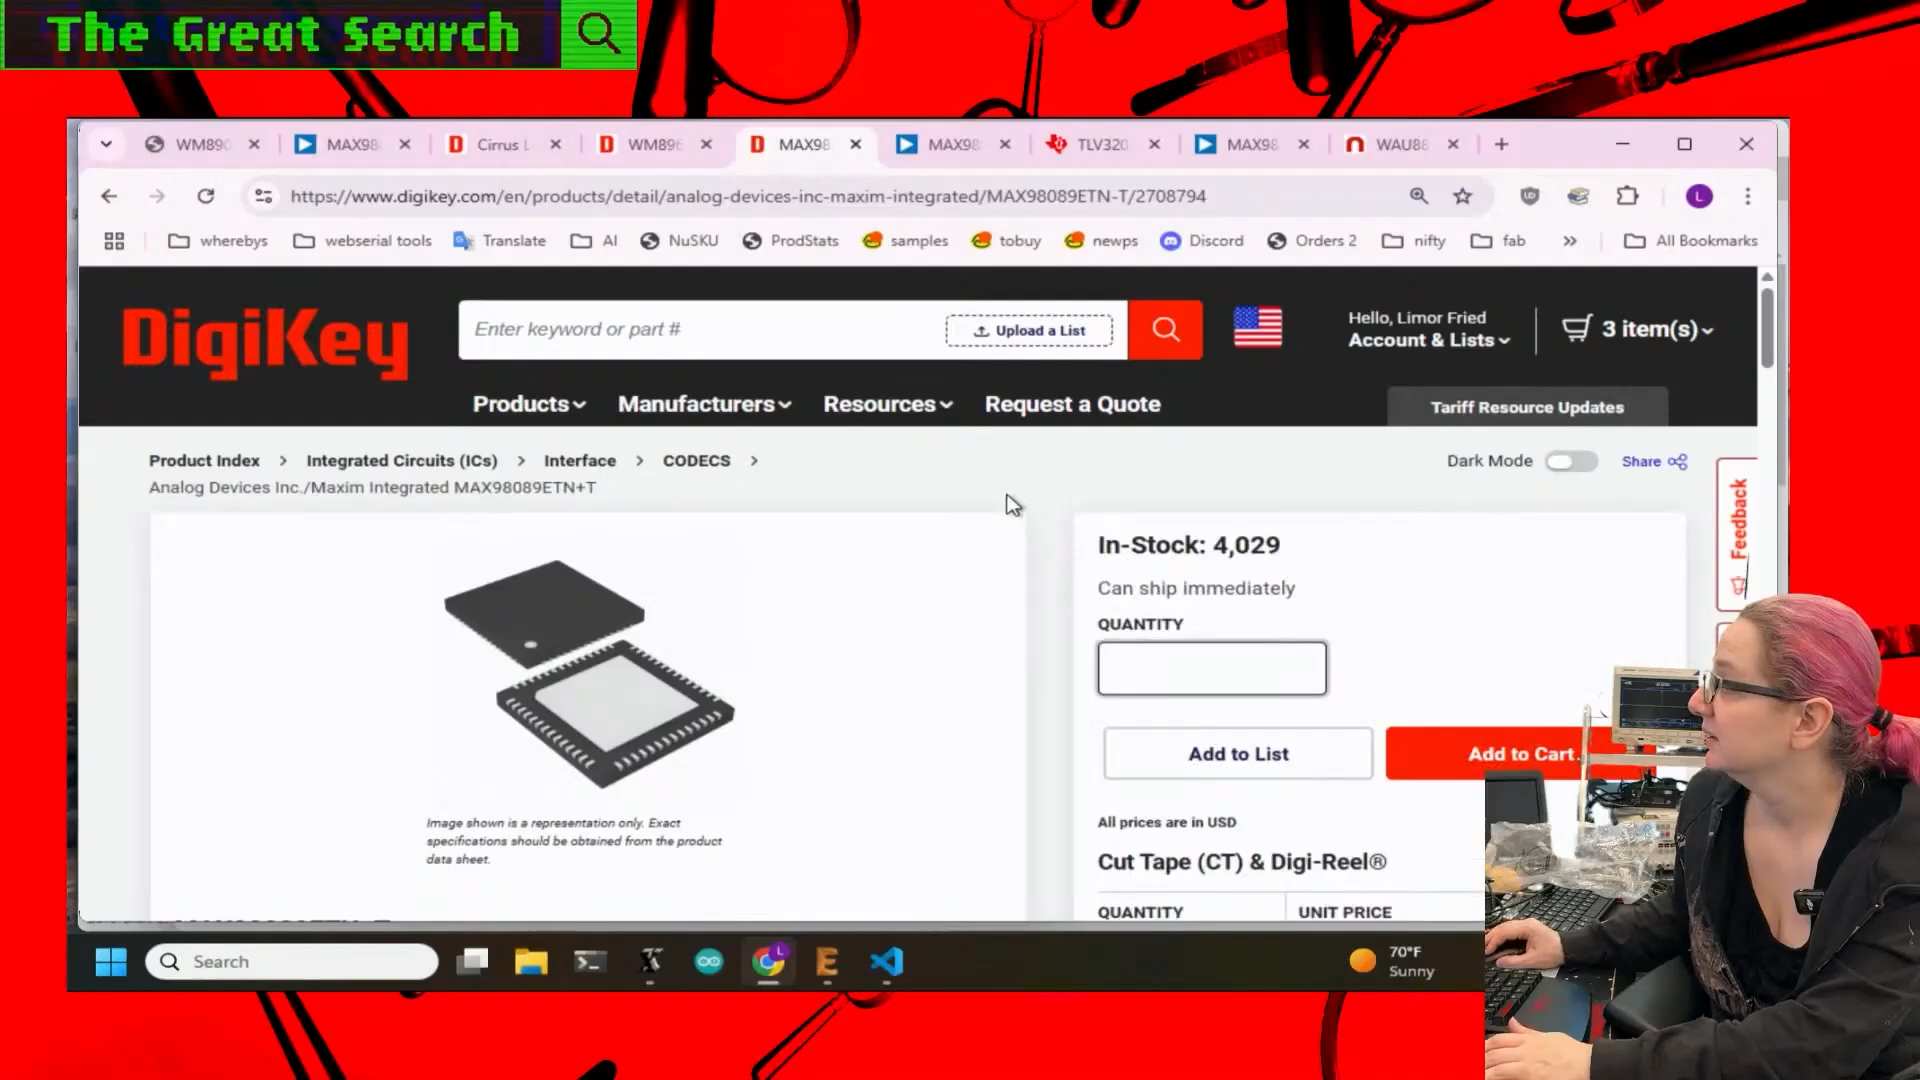 The Great Search
WM890
MAX98
Cirrus L
WM896
MAX98
MAX98
TLV320
MAX98
WAU88
https://www.digikey.com/en/products/detail/analog-devices-inc-maxim-integrated/MAX98089ETN-T/2708794
L
wherebys
webserial tools
Translate
AI
NuSKU
ProdStats
samples
tobuy
newps
Discord
Orders 2
nifty
fab
All Bookmarks
DigiKey
Enter keyword or part #
Upload a List
Hello, Limor Fried
Account & Lists
3 item(s)
Products
Manufacturers
Resources
Request a Quote
Tariff Resource Updates
Product Index > Integrated Circuits (ICs) > Interface > CODECS >
Analog Devices Inc./Maxim Integrated MAX98089ETN+T
Dark Mode
Share
Feedback
In-Stock: 4,029
Can ship immediately
QUANTITY
Add to List
Add to Cart
Image shown is a representation only. Exact
specifications should be obtained from the product
data sheet.
All prices are in USD
Cut Tape (CT) & Digi-Reel®
QUANTITY
UNIT PRICE
Search
70°F
Sunny